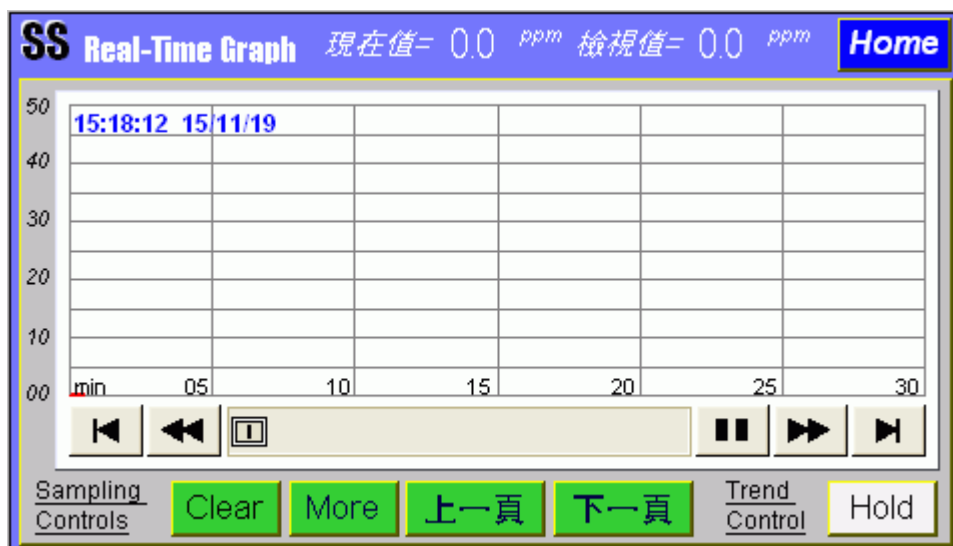 SS Real-Time Graph 現在值= 0.0 ppm 檢視值= 0.0 ppm Home
50
15:18:12 15/11/19
40
30
20
10
00 min 05 10 15 20 25 30
Sampling Controls Clear More 上一頁 下一頁 Trend Control Hold